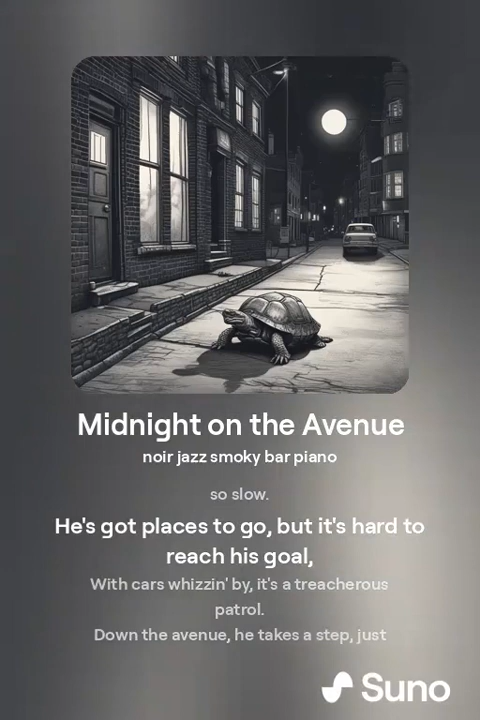 Midnight on the Avenue
noir jazz smoky bar piano
so slow.
He's got places to go, but it's hard to
reach his goal,
With cars whizzin' by, it's a treacherous
patrol.
Down the avenue, he takes a step, just
Suno